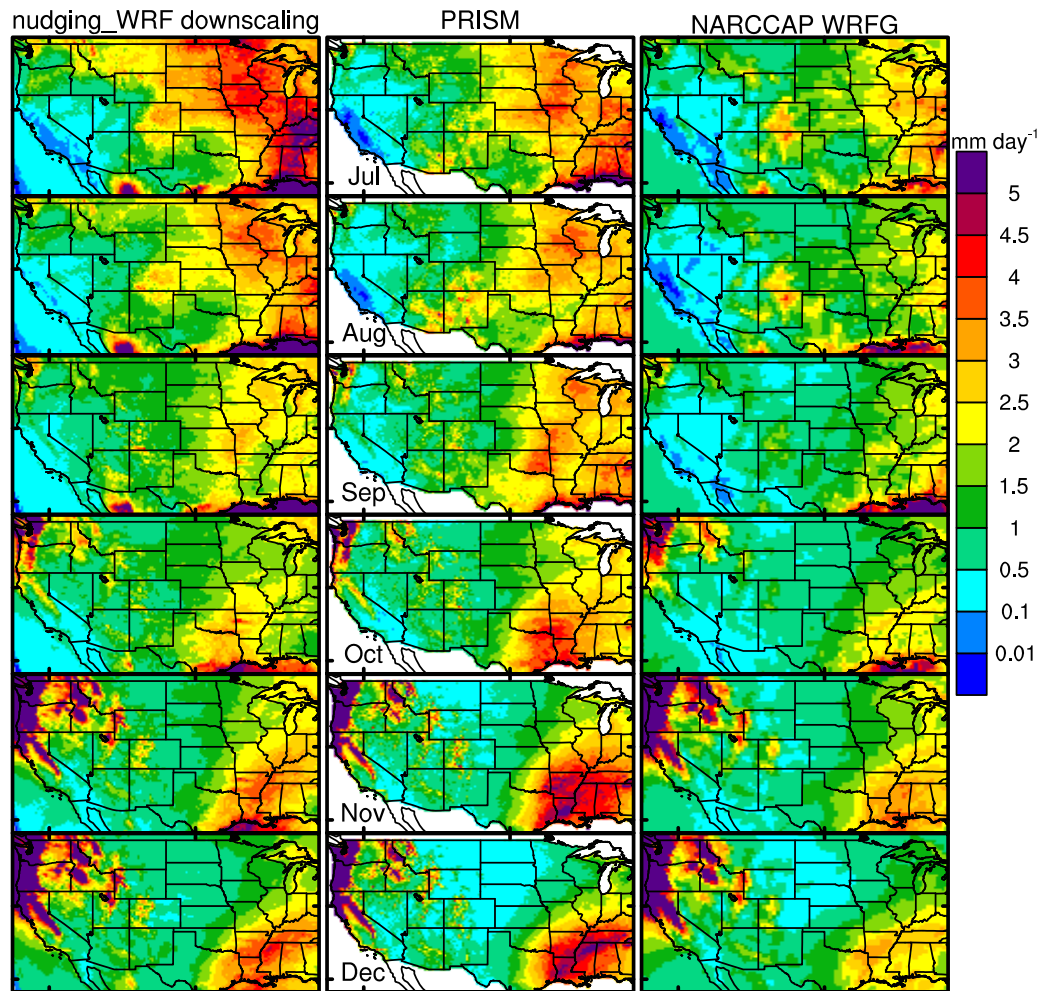 nudging_WRF downscaling
PRISM
NARCCAP WRFG
mm day⁻¹
5
4.5
4
3.5
3
2.5
2
1.5
1
0.5
0.1
0.01
Jul
Aug
Sep
Oct
Nov
Dec